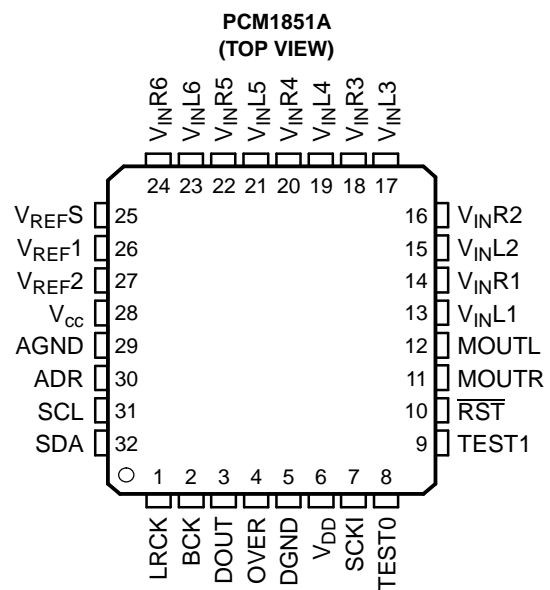 PCM1851A
(TOP VIEW)
VINR6
VINL6
VINR5
VINL5
VINR4
VINL4
VINR3
VINL3
24 23 22 21 20 19 18 17
VREFS 25
VREF1 26
VREF2 27
Vcc 28
AGND 29
ADR 30
SCL 31
SDA 32
16 VINR2
15 VINL2
14 VINR1
13 VINL1
12 MOUTL
11 MOUTR
10 RST
9 TEST1
1 2 3 4 5 6 7 8
LRCK
BCK
DOUT
OVER
DGND
VDD
SCKI
TEST0